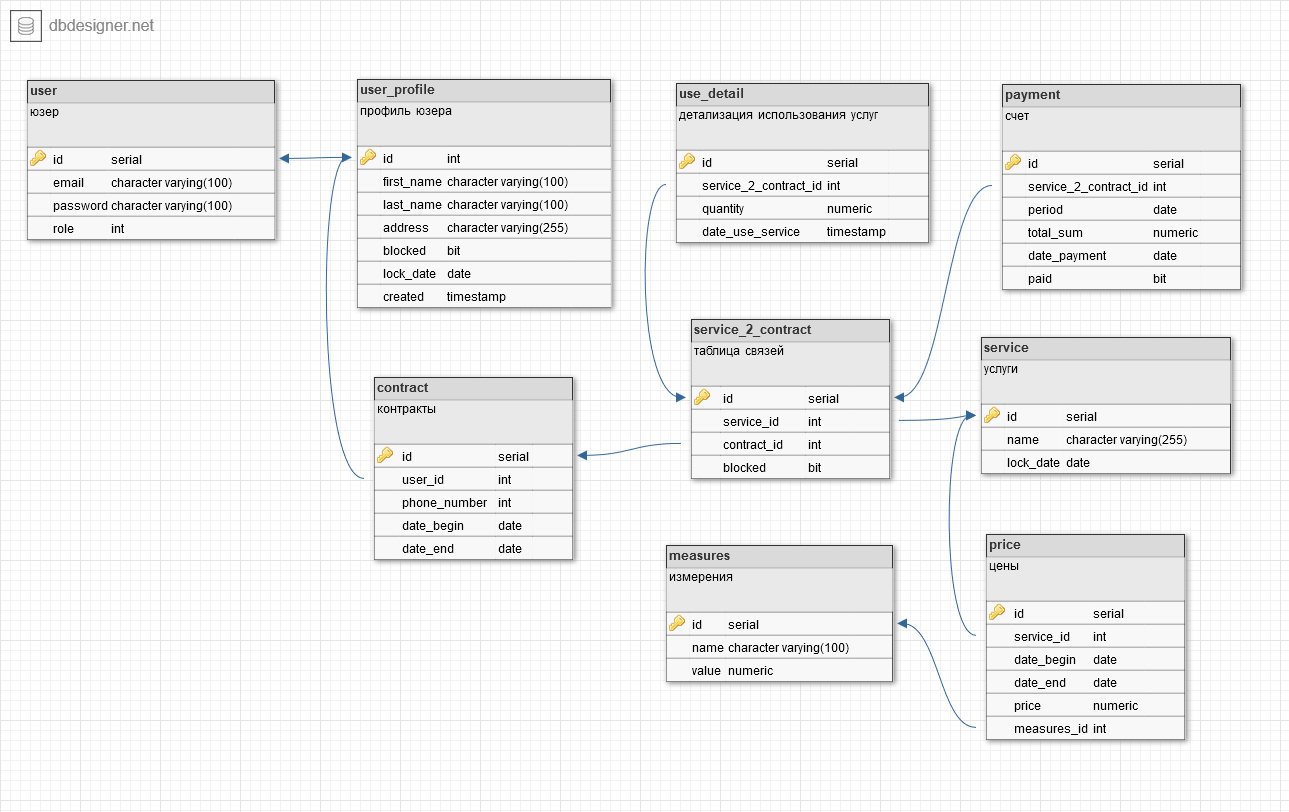 dbdesigner.net
user
юзер
id serial
email character varying(100)
password character varying(100)
role int
user_profile
профиль юзера
id int
first_name character varying(100)
last_name character varying(100)
address character varying(255)
blocked bit
lock_date date
created timestamp
use_detail
детализация использования услуг
id serial
service_2_contract_id int
quantity numeric
date_use_service timestamp
payment
счет
id serial
service_2_contract_id int
period date
total_sum numeric
date_payment date
paid bit
contract
контракты
id serial
user_id int
phone_number int
date_begin date
date_end date
service_2_contract
таблица связей
id serial
service_id int
contract_id int
blocked bit
service
услуги
id serial
name character varying(255)
lock_date date
measures
измерения
id serial
name character varying(100)
value numeric
price
цены
id serial
service_id int
date_begin date
date_end date
price numeric
measures_id int